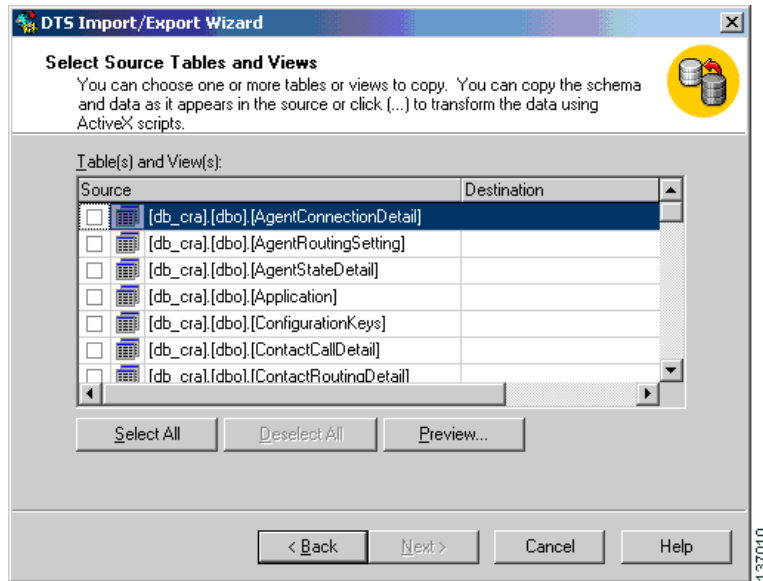 DTS Import/Export Wizard
Select Source Tables and Views
You can choose one or more tables or views to copy. You can copy the schema
and data as it appears in the source or click (...) to transform the data using
ActiveX scripts.
Table(s) and View(s):
Source Destination
[db_cra].[dbo].[AgentConnectionDetail]
[db_cra].[dbo].[AgentRoutingSetting]
[db_cra].[dbo].[AgentStateDetail]
[db_cra].[dbo].[Application]
[db_cra].[dbo].[ConfigurationKeys]
[db_cra].[dbo].[ContactCallDetail]
[db_cra].[dbo].[ContactRoutingDetail]
Select All Deselect All Preview...
< Back Next > Cancel Help
137010